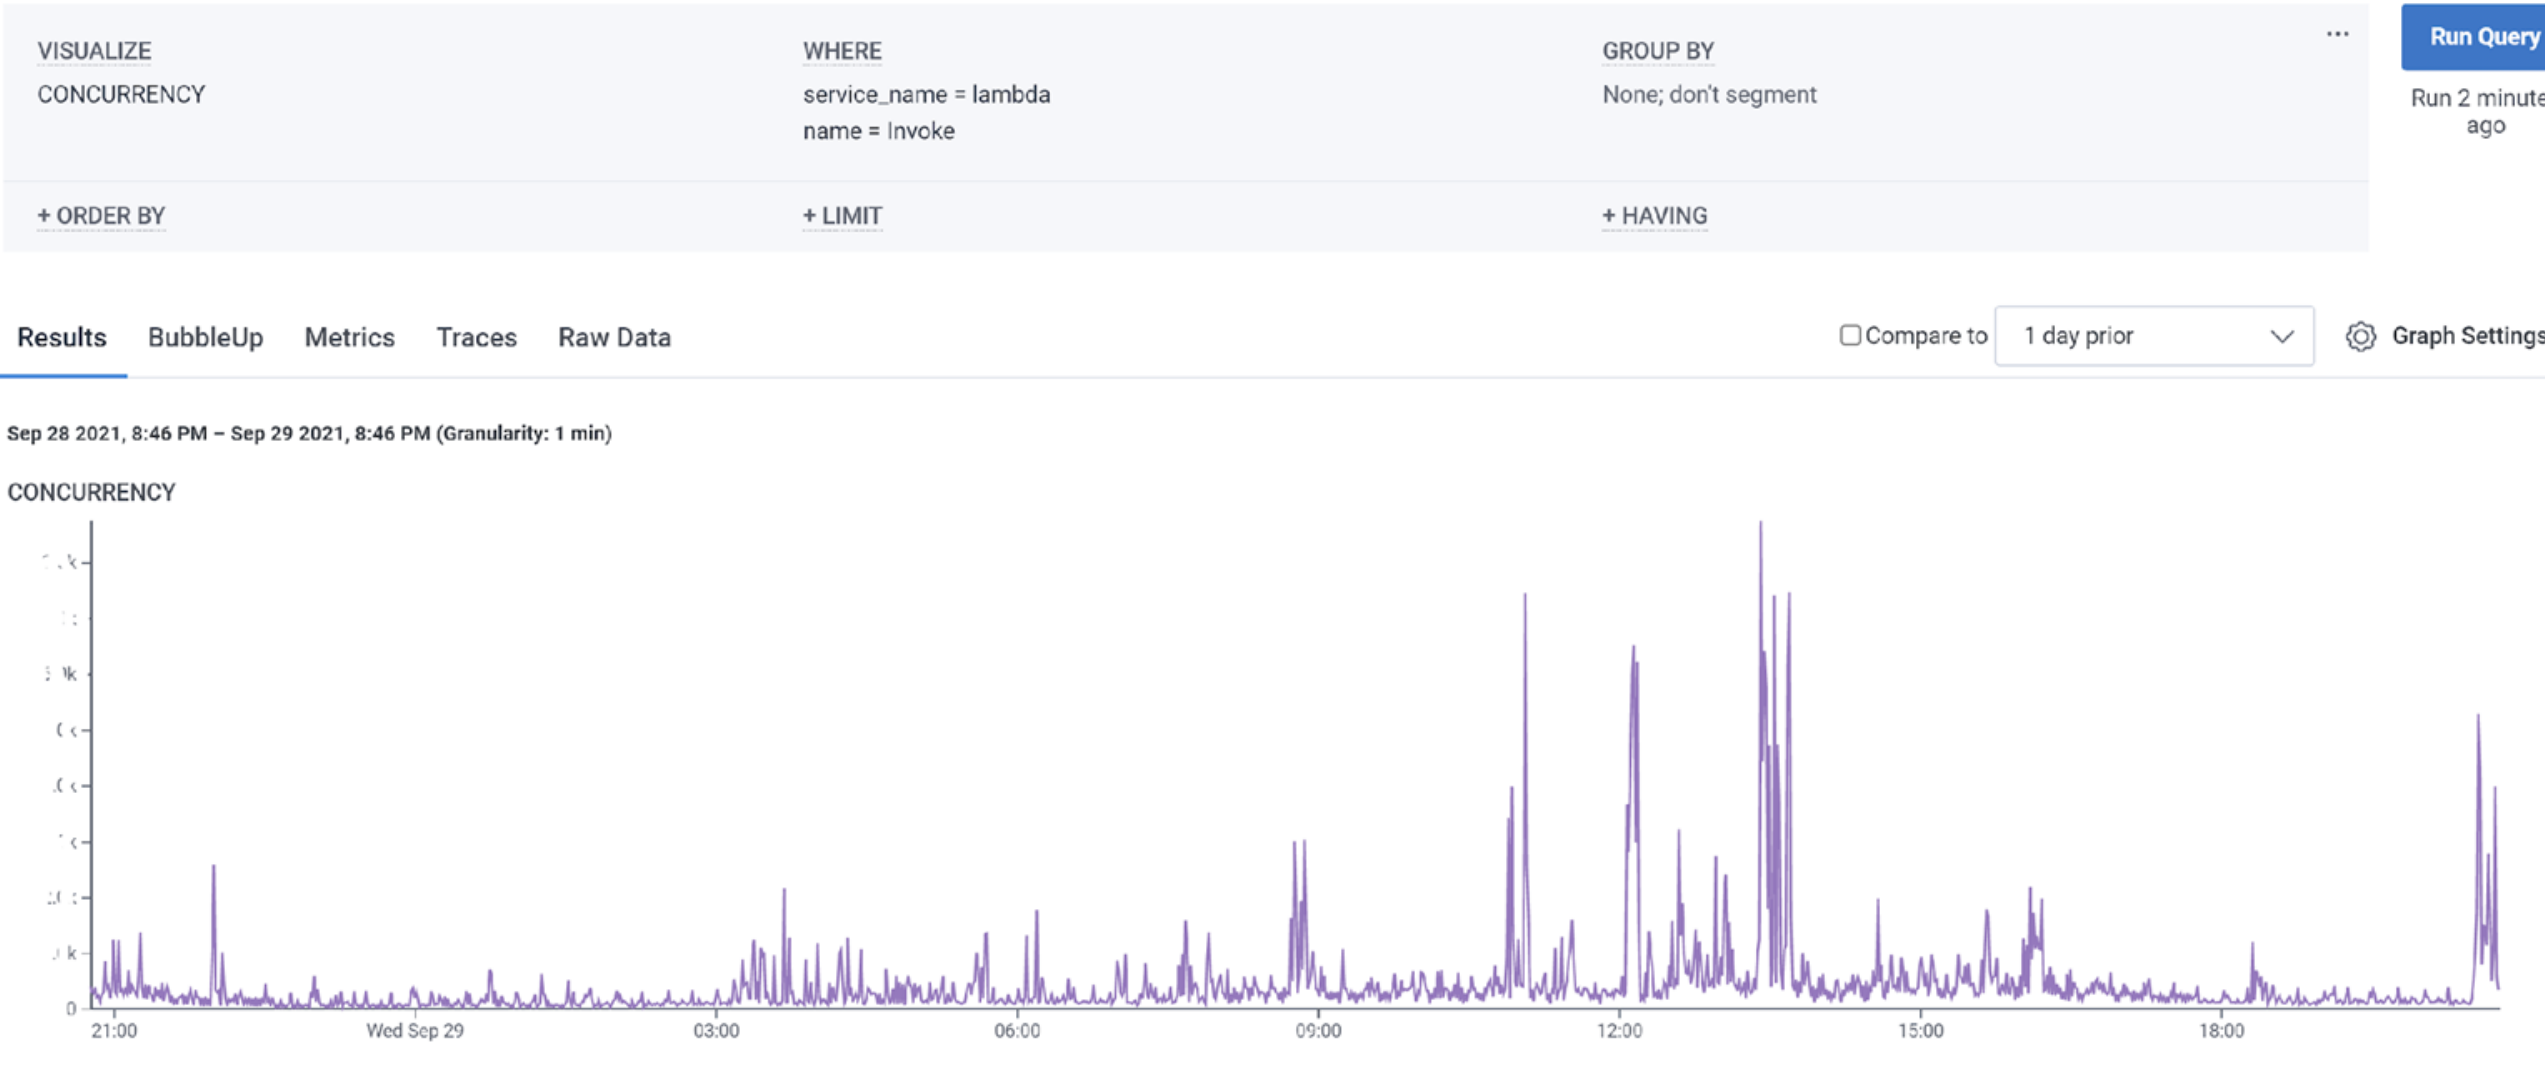 VISUALIZE WHERE GROUP BY ... Run Query
CONCURRENCY service_name = lambda None; don't segment Run 2 minute
name = Invoke ago
+ ORDER BY + LIMIT + HAVING
Results BubbleUp Metrics Traces Raw Data Compare to 1 day prior Graph Settings
Sep 28 2021, 8:46 PM – Sep 29 2021, 8:46 PM (Granularity: 1 min)
CONCURRENCY
0
21:00 Wed Sep 29 03:00 06:00 09:00 12:00 15:00 18:00